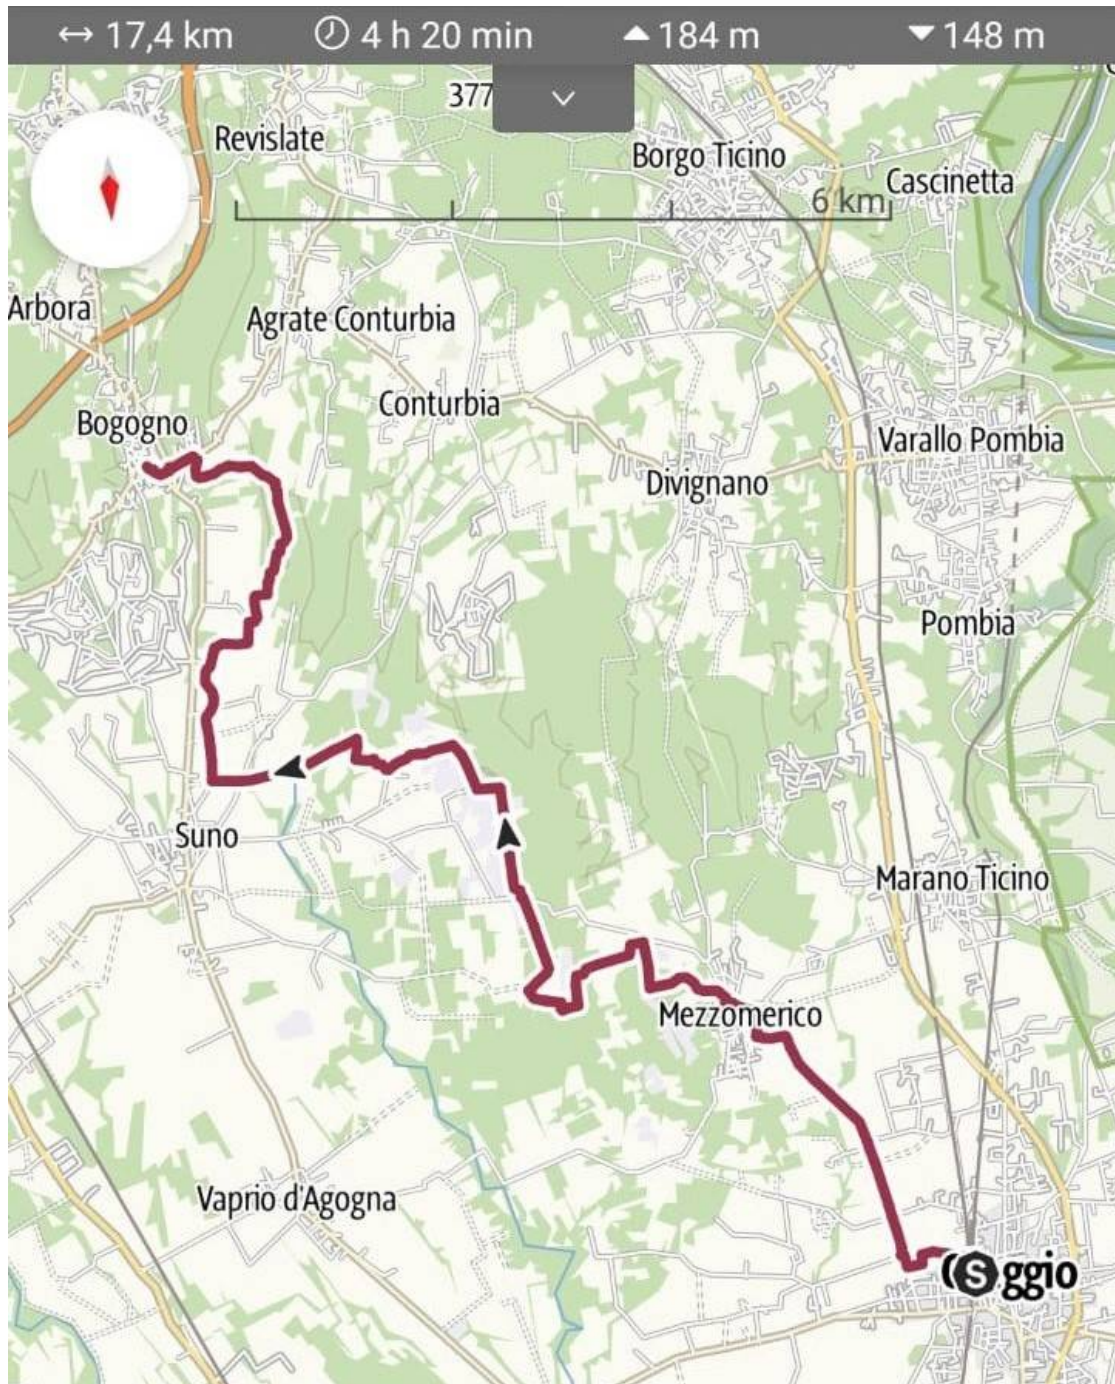 17,4 km 4 h 20 min 184 m 148 m
377
Revislate
Borgo Ticino
Cascinetta
6 km
Arbora
Agrate Conturbia
Conturbia
Bogogno
Varallo Pombia
Divignano
Pombia
Suno
Marano Ticino
Mezzomerico
Vaprio d'Agogna
S ggio